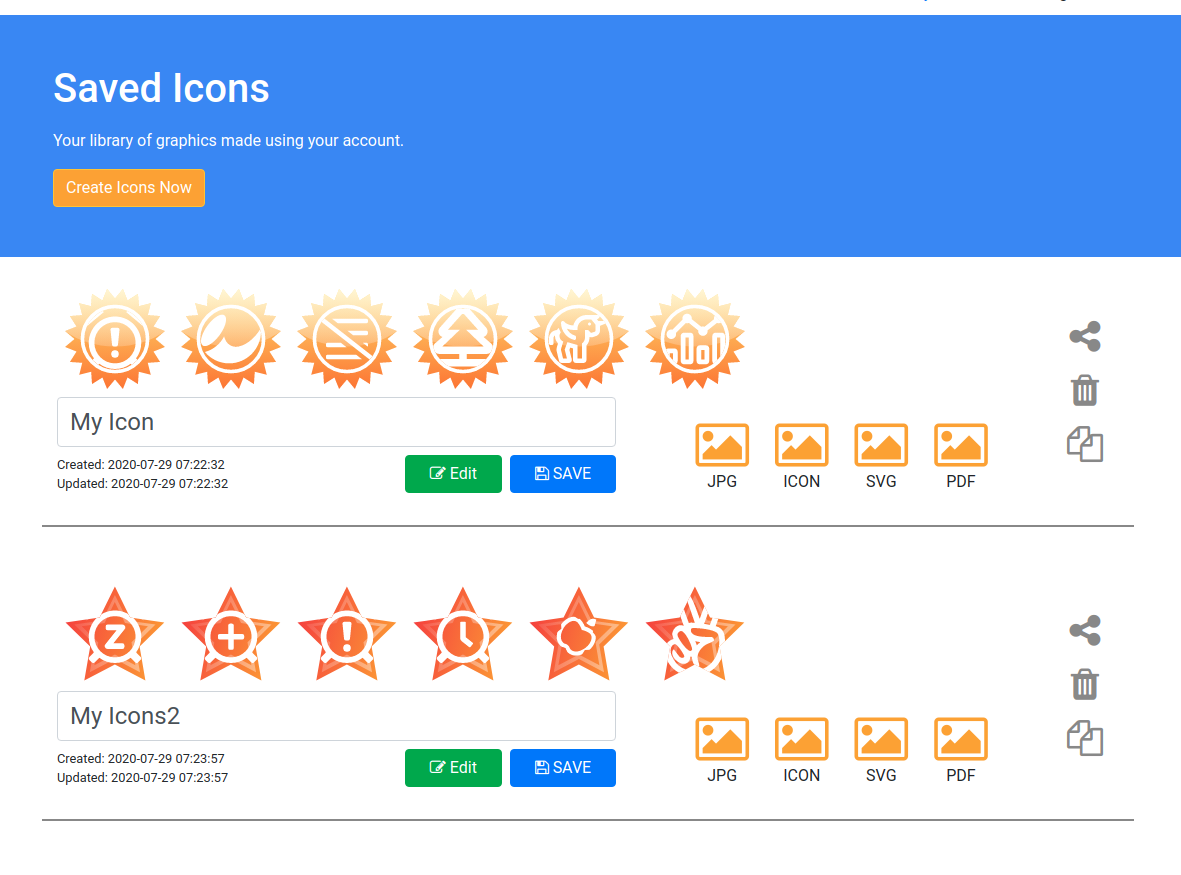 Saved Icons
Your library of graphics made using your account.
Create Icons Now
My Icon
Created: 2020-07-29 07:22:32
Updated: 2020-07-29 07:22:32
Edit
SAVE
JPG
ICON
SVG
PDF
Z
My Icons2
Created: 2020-07-29 07:23:57
Updated: 2020-07-29 07:23:57
Edit
SAVE
JPG
ICON
SVG
PDF